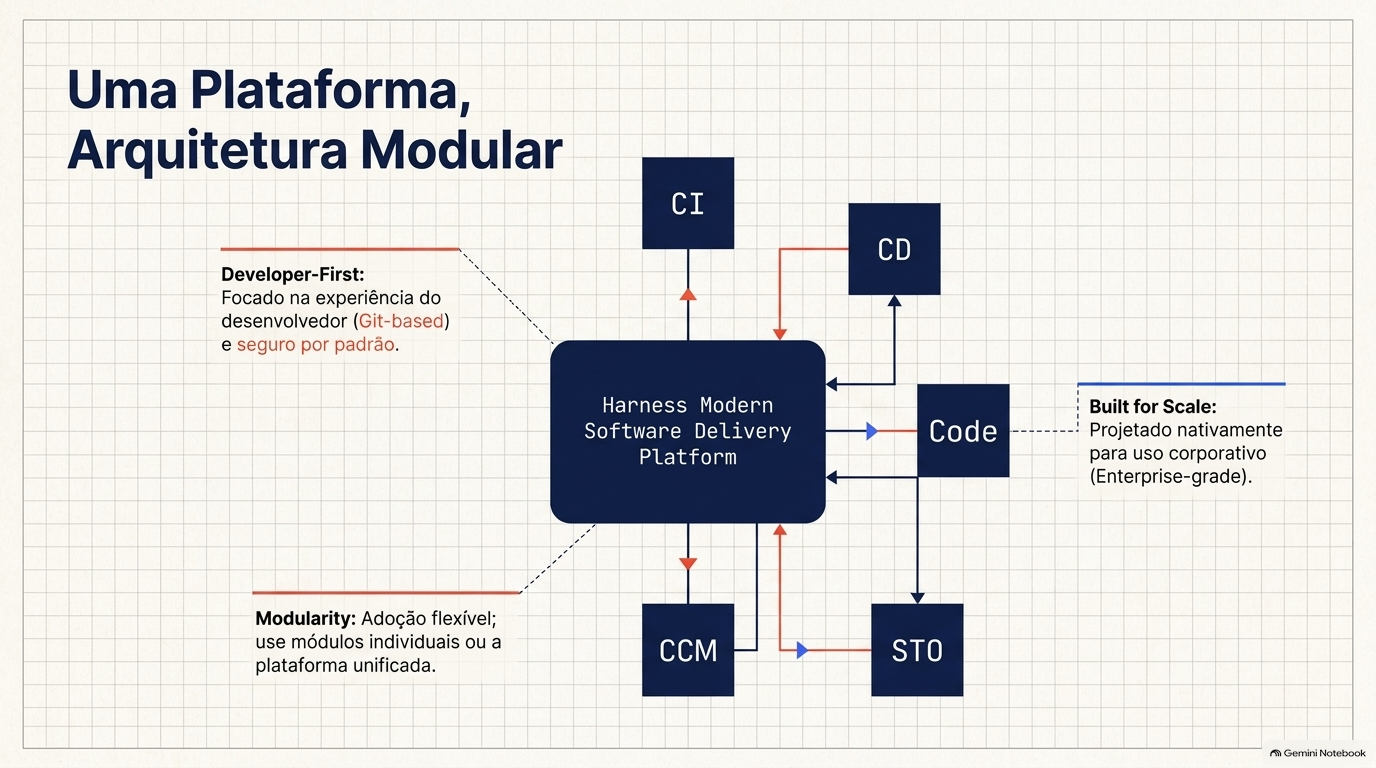 Uma Plataforma,
Arquitetura Modular
CI
CD
Developer-First:
Focado na experiência do
desenvolvedor (Git-based)
e seguro por padrão.
Harness Modern
Software Delivery
Platform
Code
Built for Scale:
Projetado nativamente
para uso corporativo
(Enterprise-grade).
Modularity: Adoção flexível;
use módulos individuais ou a
plataforma unificada.
CCM
STO
Gemini Notebook